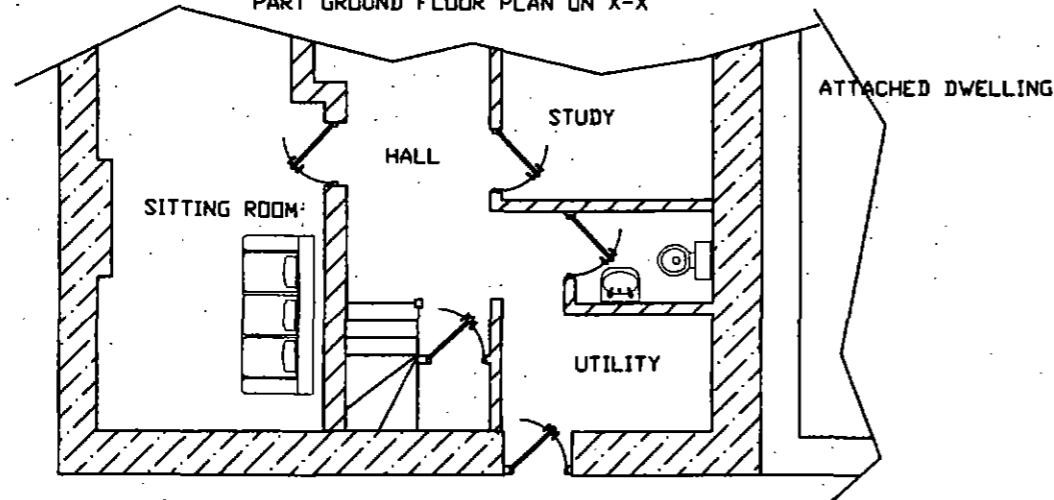 PART GROUND FLOOR PLAN ON X-X
ATTACHED DWELLING
STUDY
HALL
SITTING ROOM
UTILITY